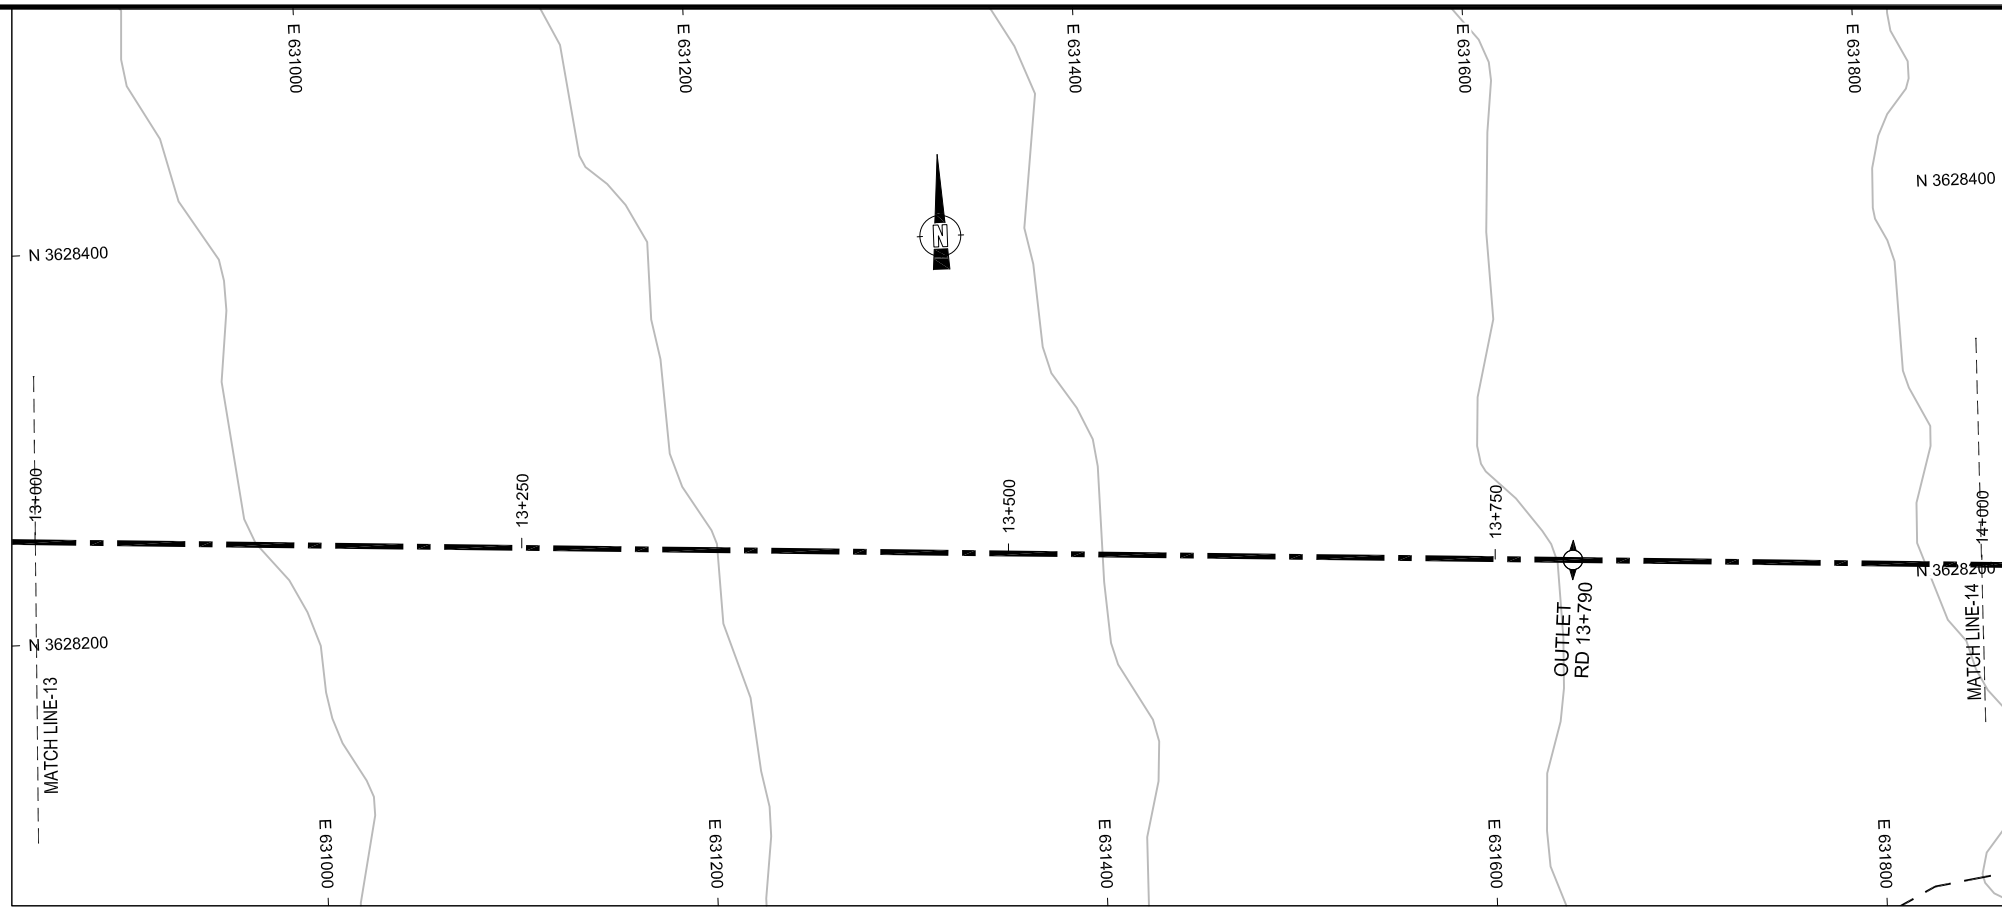 E 631000
E 631200
E 631400
E 631600
E 631800
N 3628400
N
N 3628400
13+000
13+250
13+500
13+750
14+000
N 3628200
OUTLET
RD 13+790
MATCH LINE-14
N 3628200
MATCH LINE-13
E 631000
E 631200
E 631400
E 631600
E 631800